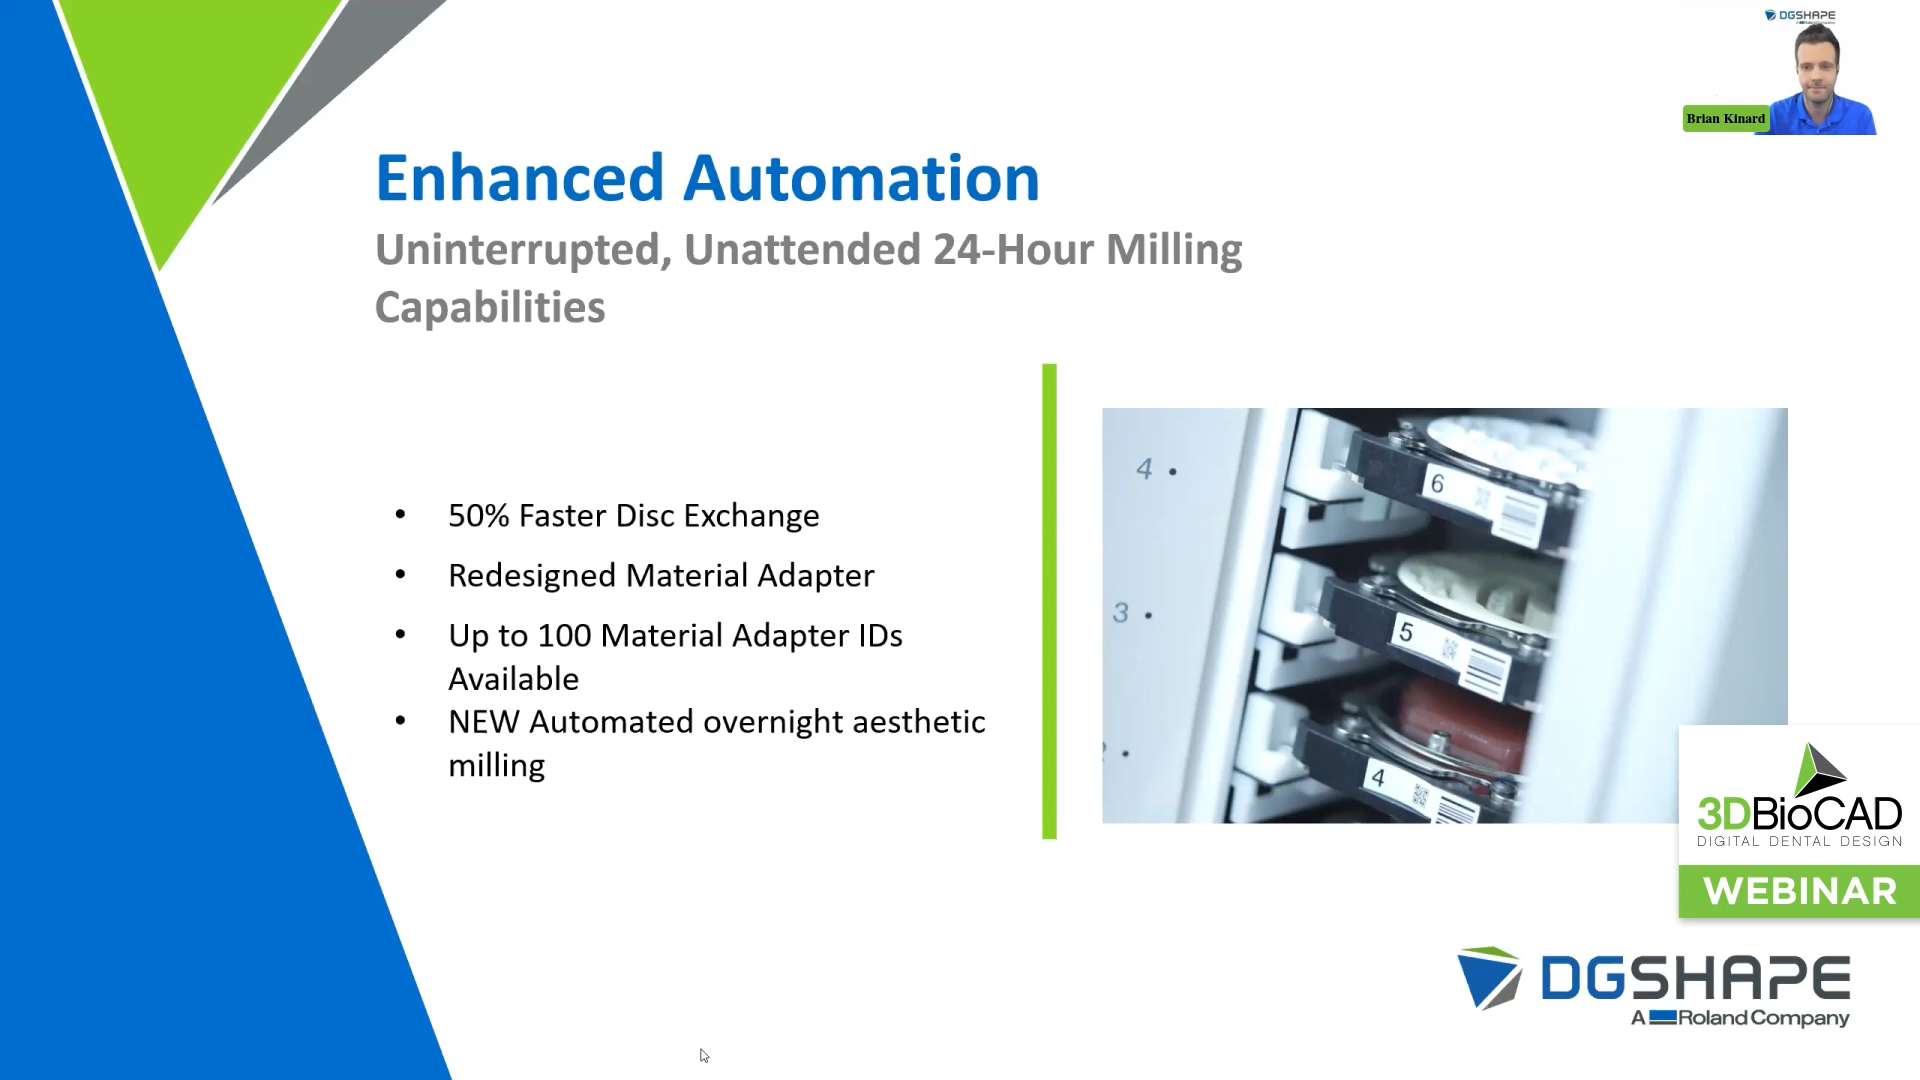 DGSHAPE
Brian Kinard
Enhanced Automation
Uninterrupted, Unattended 24-Hour Milling
Capabilities
• 50% Faster Disc Exchange
• Redesigned Material Adapter
• Up to 100 Material Adapter IDs
Available
• NEW Automated overnight aesthetic
milling
4
6
3
5
4
3DBioCAD
DIGITAL DENTAL DESIGN
WEBINAR
DGSHAPE
A Roland Company